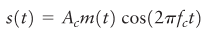 s(t) = A_c m(t) cos(2πf_c t)